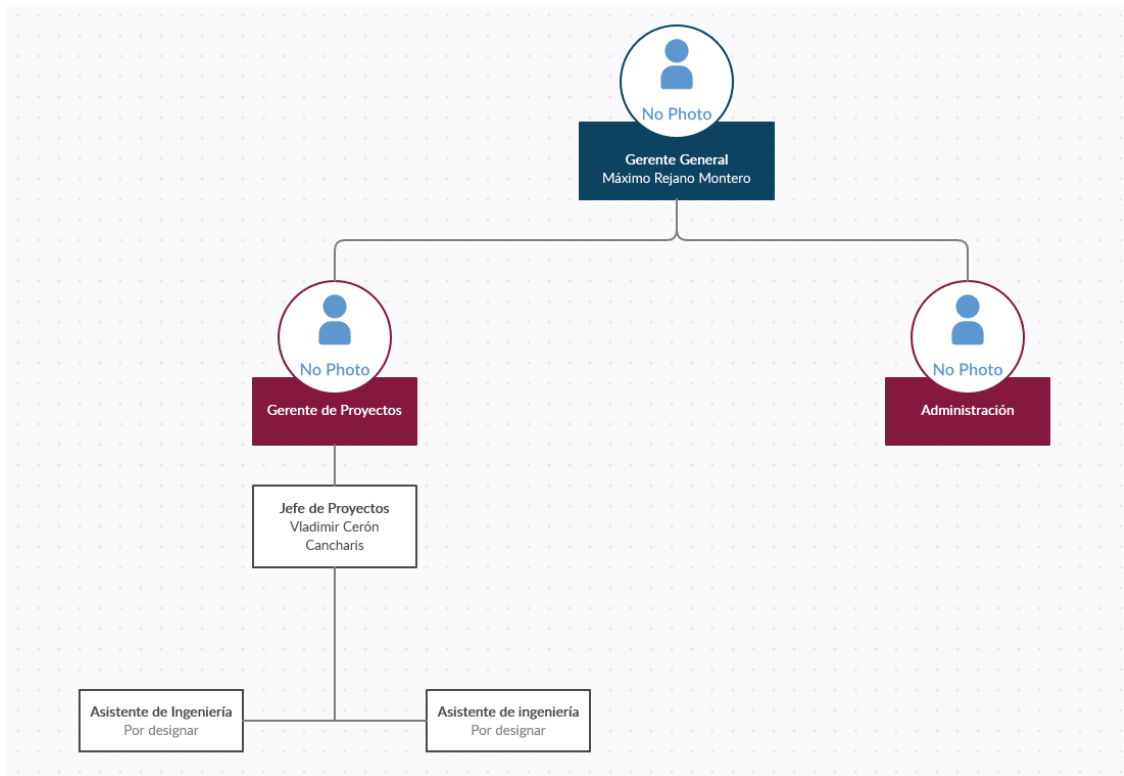 No Photo
Gerente General
Máximo Rejano Montero
No Photo
Gerente de Proyectos
No Photo
Administración
Jefe de Proyectos
Vladimir Cerón
Cancharis
Asistente de Ingeniería
Por designar
Asistente de ingeniería
Por designar